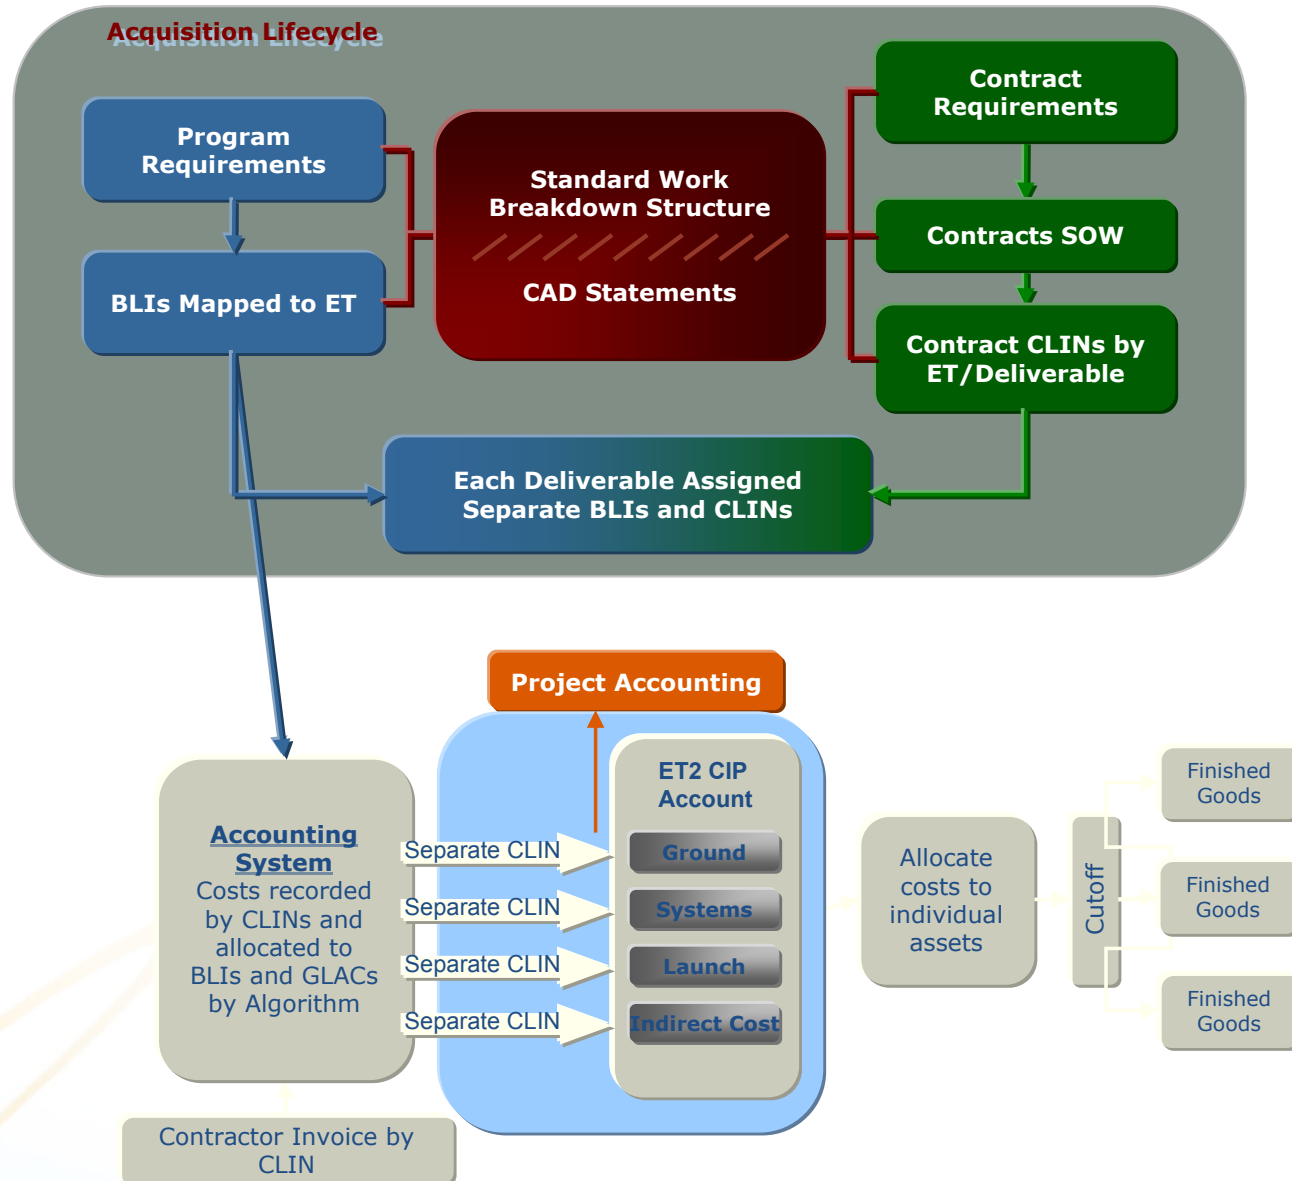 Acquisition Lifecycle
Program
Requirements
BLIs Mapped to ET
Standard Work
Breakdown Structure
CAD Statements
Contract
Requirements
Contracts SOW
Contract CLINs by
ET/Deliverable
Each Deliverable Assigned
Separate BLIs and CLINs
Project Accounting
Accounting
System
Costs recorded
by CLINs and
allocated to
BLIs and GLACs
by Algorithm
Separate CLIN
Separate CLIN
Separate CLIN
Separate CLIN
ET2 CIP
Account
Ground
Systems
Launch
Indirect Cost
Allocate
costs to
individual
assets
Cutoff
Finished
Goods
Finished
Goods
Finished
Goods
Contractor Invoice by
CLIN